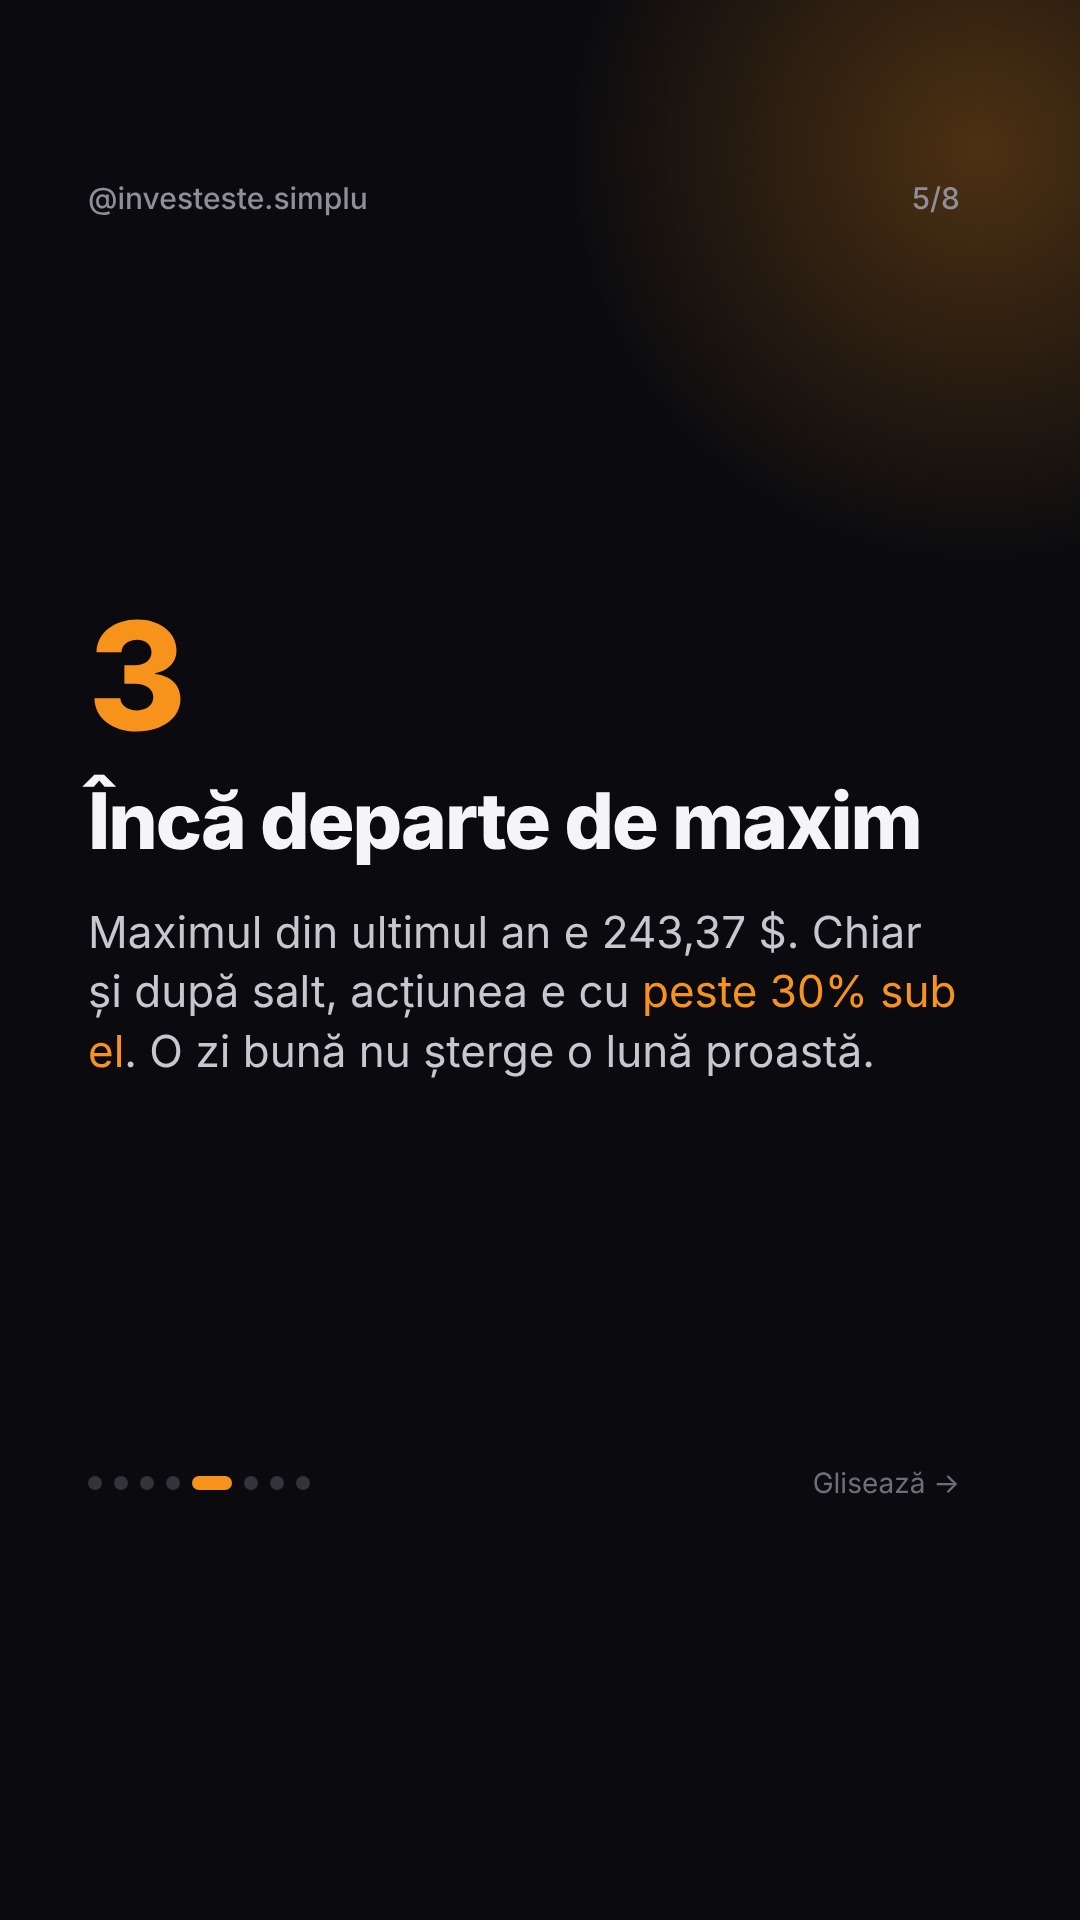 @investeste.simplu
5/8
3
Încă departe de maxim
Maximul din ultimul an e 243,37 $. Chiar
și după salt, acțiunea e cu peste 30% sub
el. O zi bună nu șterge o lună proastă.
Glisează →